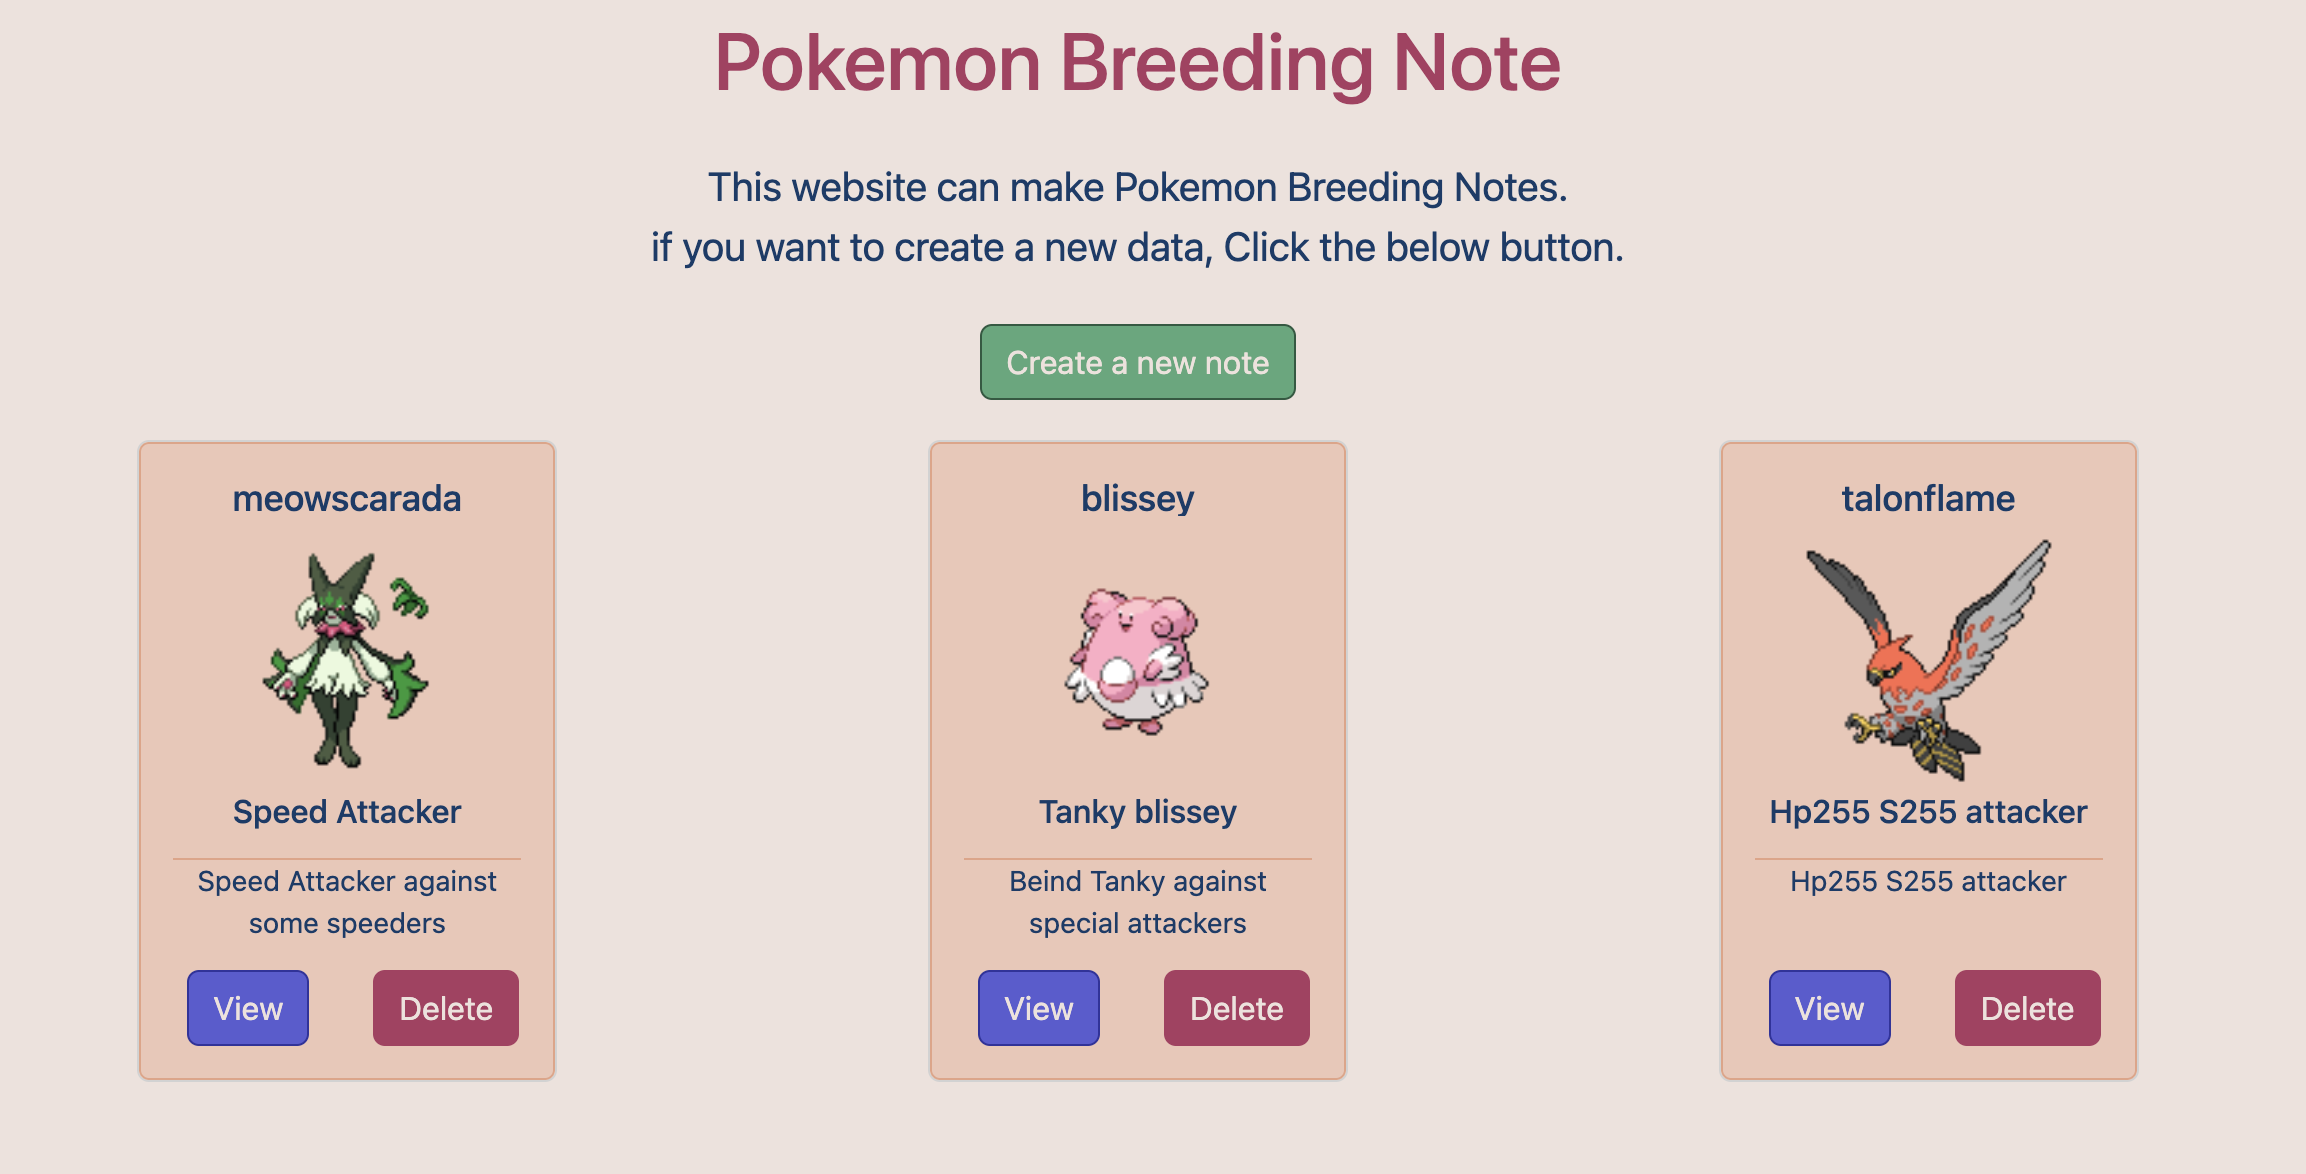 Pokemon Breeding Note
This website can make Pokemon Breeding Notes.
if you want to create a new data, Click the below button.
Create a new note
meowscarada
Speed Attacker
Speed Attacker against
some speeders
View
Delete
blissey
Tanky blissey
Beind Tanky against
special attackers
View
Delete
talonflame
Hp255 S255 attacker
Hp255 S255 attacker
View
Delete